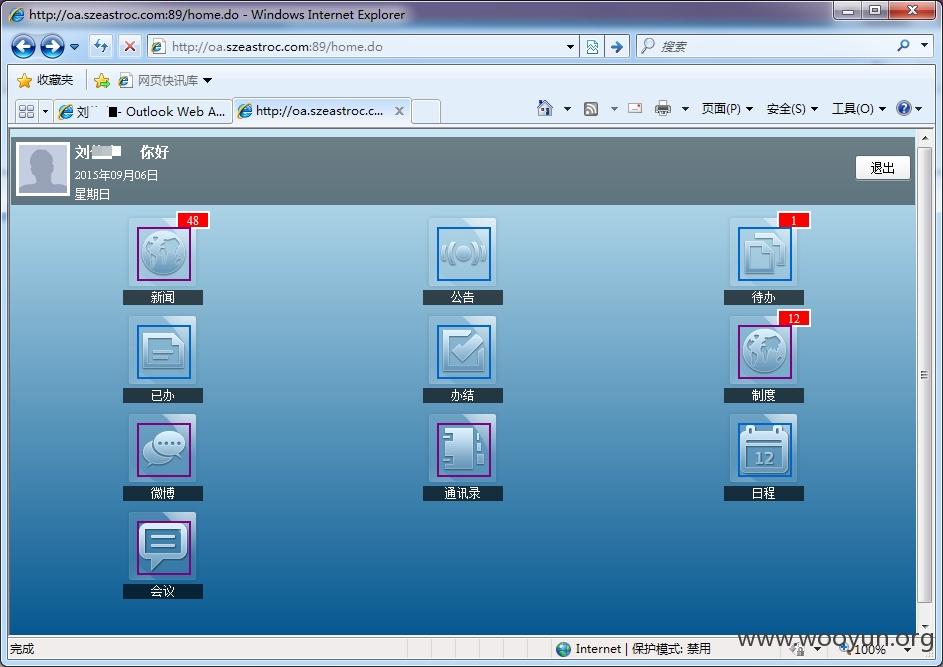 http://oa.szeastroc.com:89/home.do - Windows Internet Explorer
http://oa.szeastroc.com:89/home.do
搜索
收藏夹
网页快讯库
刘 - Outlook Web A...
http://oa.szeastroc.c...
页面(P)
安全(S)
工具(O)
刘 你好
2015年09月06日
星期日
退出
48
1
新闻 公告 待办
12
已办 办结 制度
12
微博 通讯录 日程
会议
www.wooyun.org
完成
Internet | 保护模式: 禁用
100%